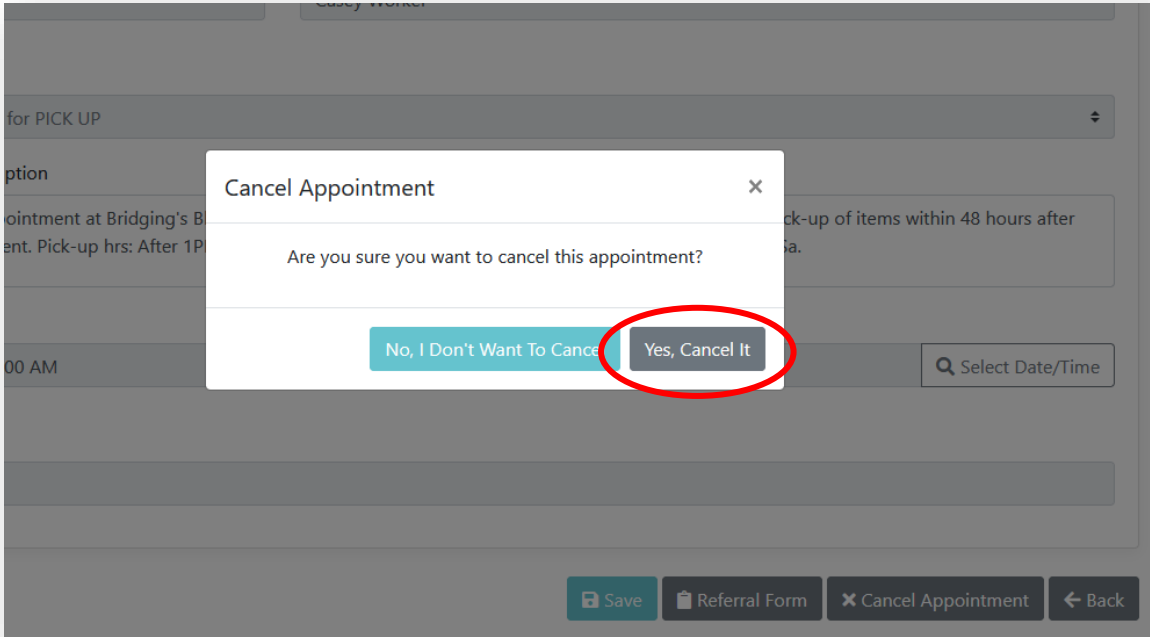 Casey Worker
for PICK UP
ption
Cancel Appointment
ointment at Bridging's B
ck-up of items within 48 hours after
ent. Pick-up hrs: After 1P
Sa.
Are you sure you want to cancel this appointment?
No, I Don't Want To Cance
Yes, Cancel It
00 AM
Select Date/Time
Save
Referral Form
Cancel Appointment
Back